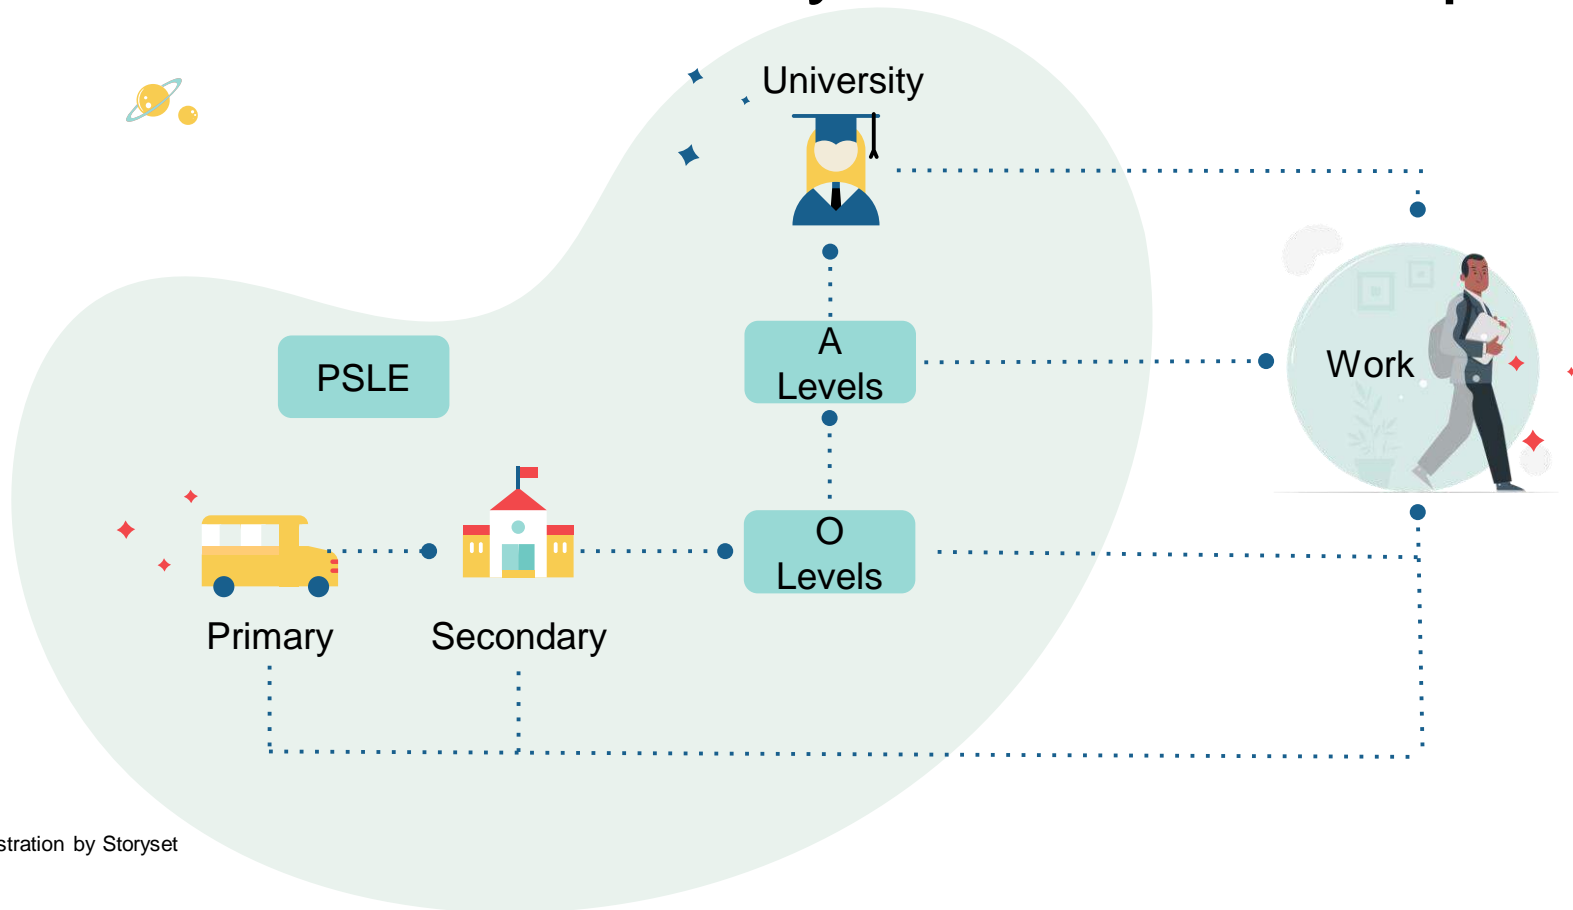 University
A
Levels
PSLE
Work
O
Levels
Primary
Secondary
stration by Storyset